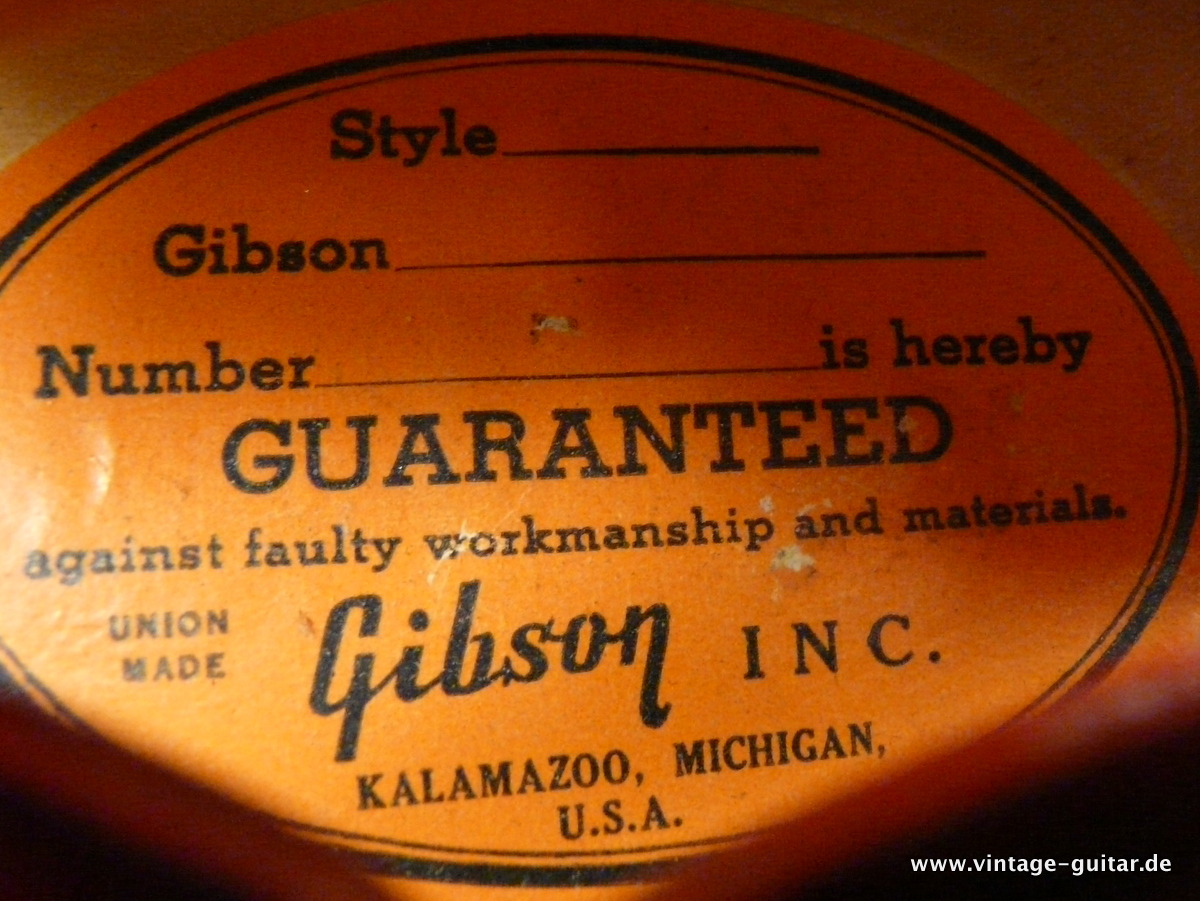 Style
Gibson
Number is hereby
GUARANTEED
against faulty workmanship and materials.
UNION
MADE
Gibson INC.
KALAMAZOO, MICHIGAN,
U.S.A.
www.vintage-guitar.de